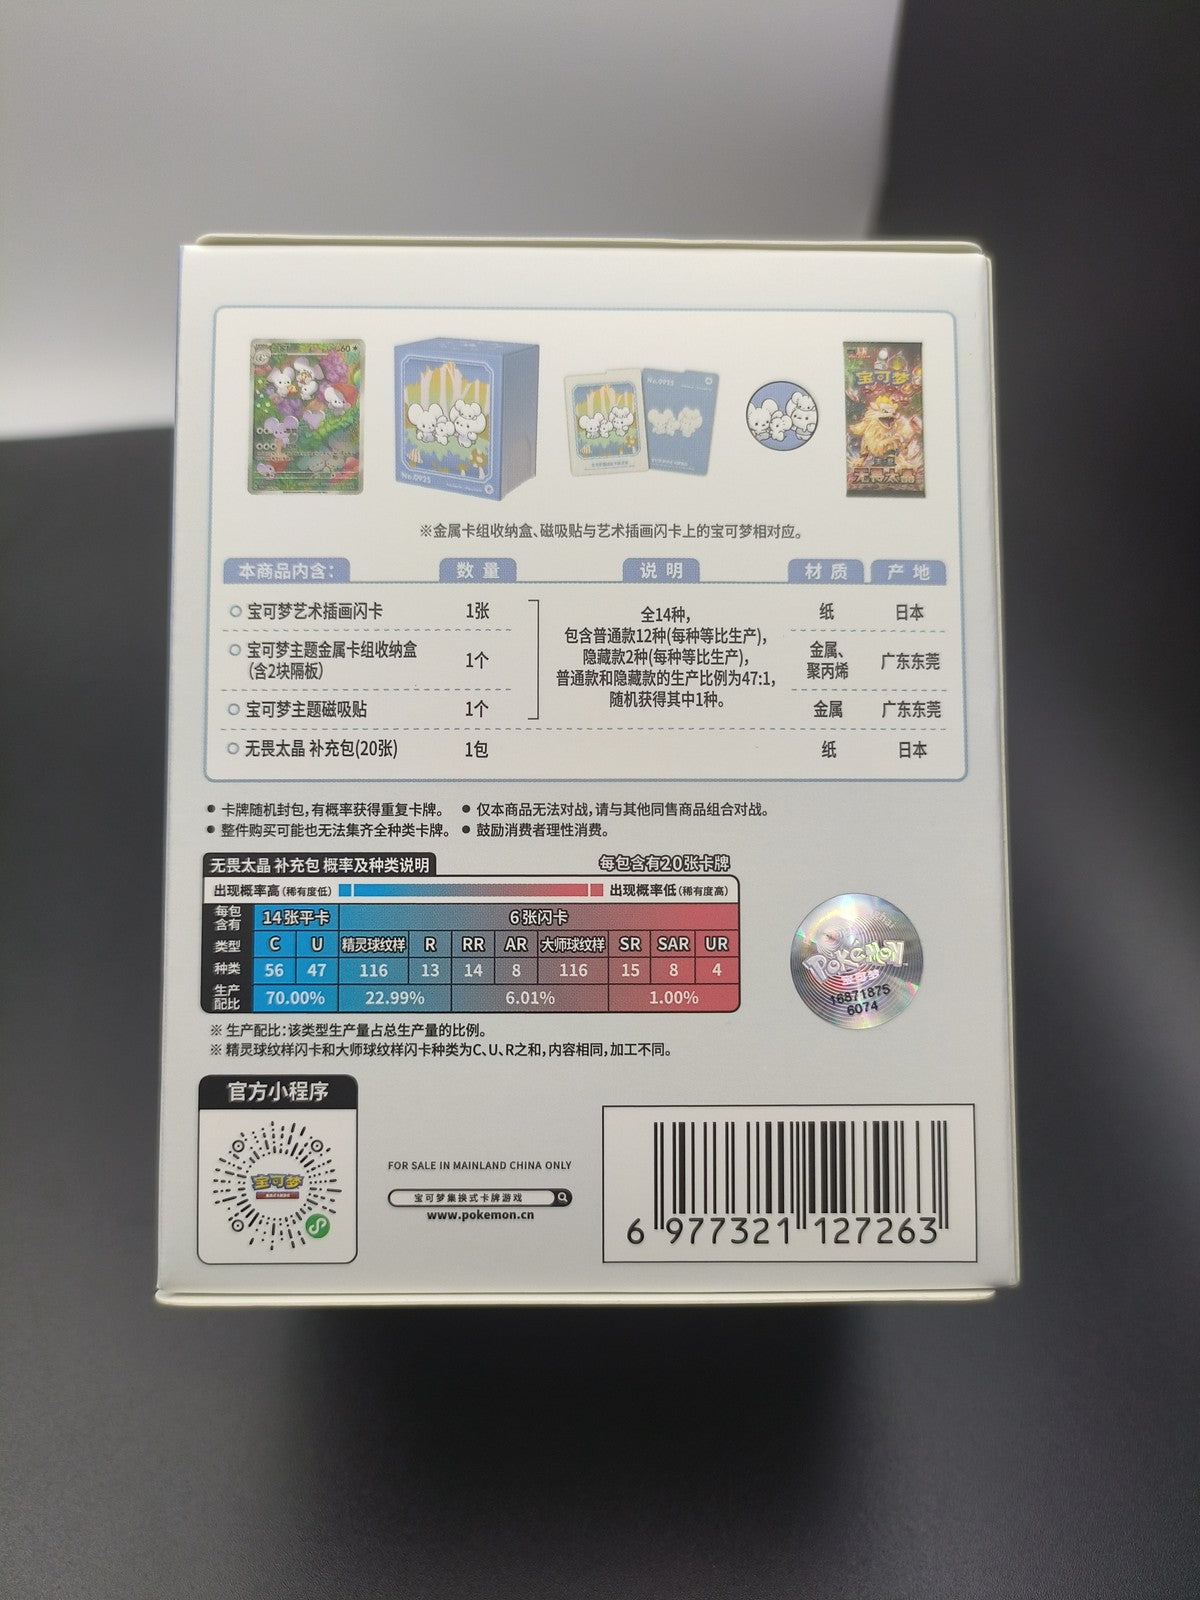 60
No.0925
No.0925
宝可梦
无畏太晶
※金属卡组收纳盒、磁吸贴与艺术插画闪卡上的宝可梦相对应。
本商品内含： 数 量 说 明 材 质 产 地
宝可梦艺术插画闪卡 1张 纸 日本
宝可梦主题金属卡组收纳盒
(含2块隔板) 1个 金属、
聚丙烯 广东东莞
宝可梦主题磁吸贴 1个 金属 广东东莞
全14种，
包含普通款12种(每种等比生产)，
隐藏款2种(每种等比生产)，
普通款和隐藏款的生产比例为47:1，
随机获得其中1种。
无畏太晶 补充包(20张) 1包 纸 日本
● 卡牌随机封包，有概率获得重复卡牌。 ● 仅本商品无法对战，请与其他同售商品组合对战。
● 整件购买可能也无法集齐全种类卡牌。 ● 鼓励消费者理性消费。
无畏太晶 补充包 概率及种类说明 每包含有20张卡牌
出现概率高(稀有度低) 出现概率低(稀有度高)
每包
含有 14张平卡 6张闪卡
类型 C U 精灵球纹样 R RR AR 大师球纹样 SR SAR UR
种类 56 47 116 13 14 8 116 15 8 4
生产
配比 70.00% 22.99% 6.01% 1.00%
※ 生产配比：该类型生产量占总生产量的比例。
※ 精灵球纹样闪卡和大师球纹样闪卡种类为C、U、R之和，内容相同，加工不同。
POKéMON
宝可梦
16871875
6074
官方小程序
宝可梦
FOR SALE IN MAINLAND CHINA ONLY
宝可梦集换式卡牌游戏
www.pokemon.cn
6 977321 127263